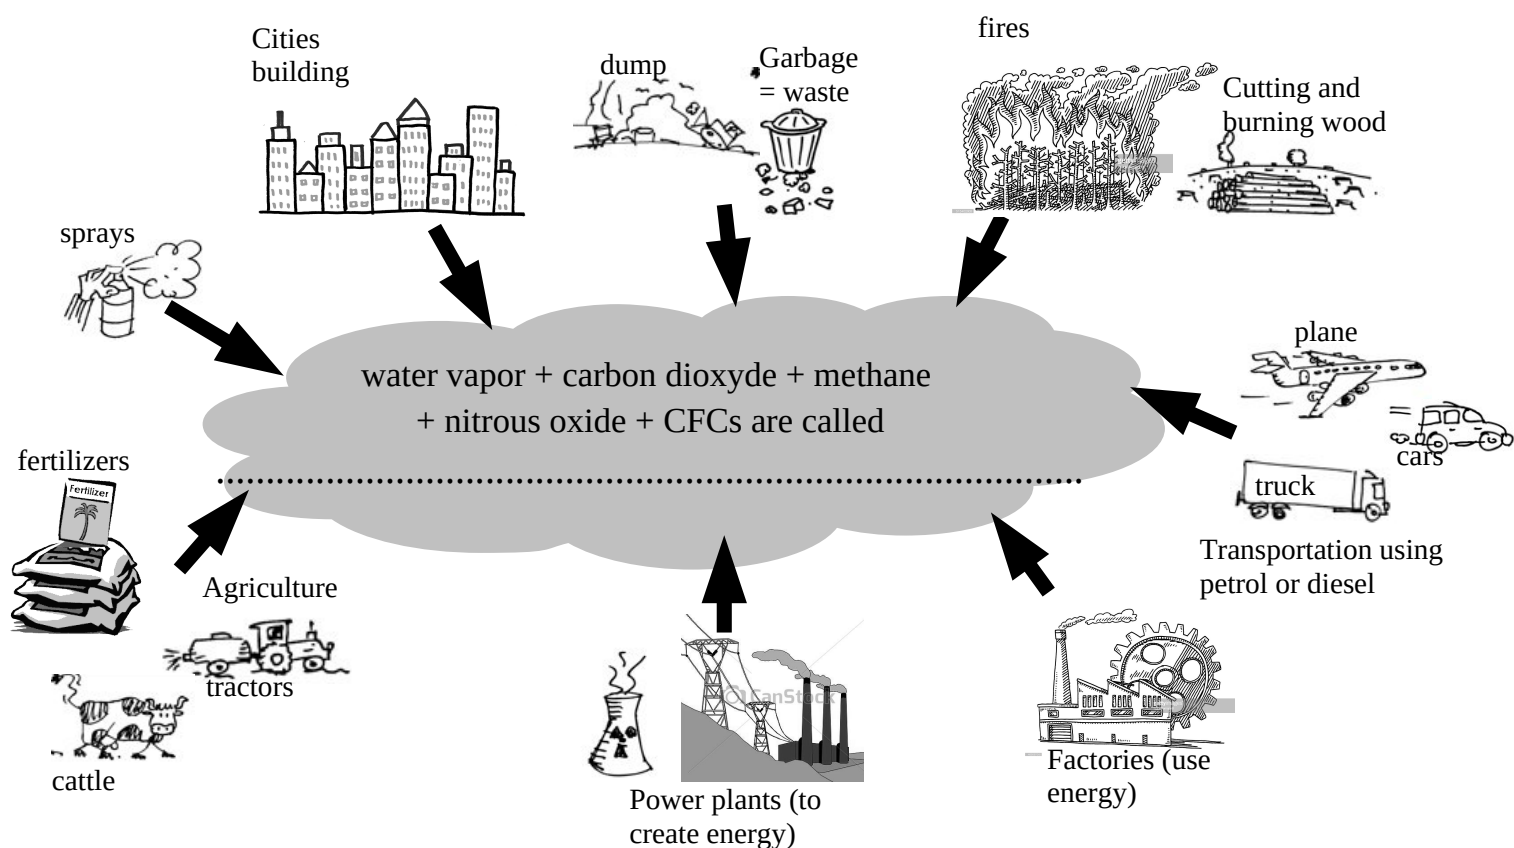 Cities
building
dump
Garbage
= waste
fires
Cutting and
burning wood
sprays
water vapor + carbon dioxyde + methane
+ nitrous oxide + CFCs are called
plane
cars
truck
Transportation using
petrol or diesel
fertilizers
Fertilizer
Agriculture
tractors
cattle
CanStock
Power plants (to
create energy)
Factories (use
energy)